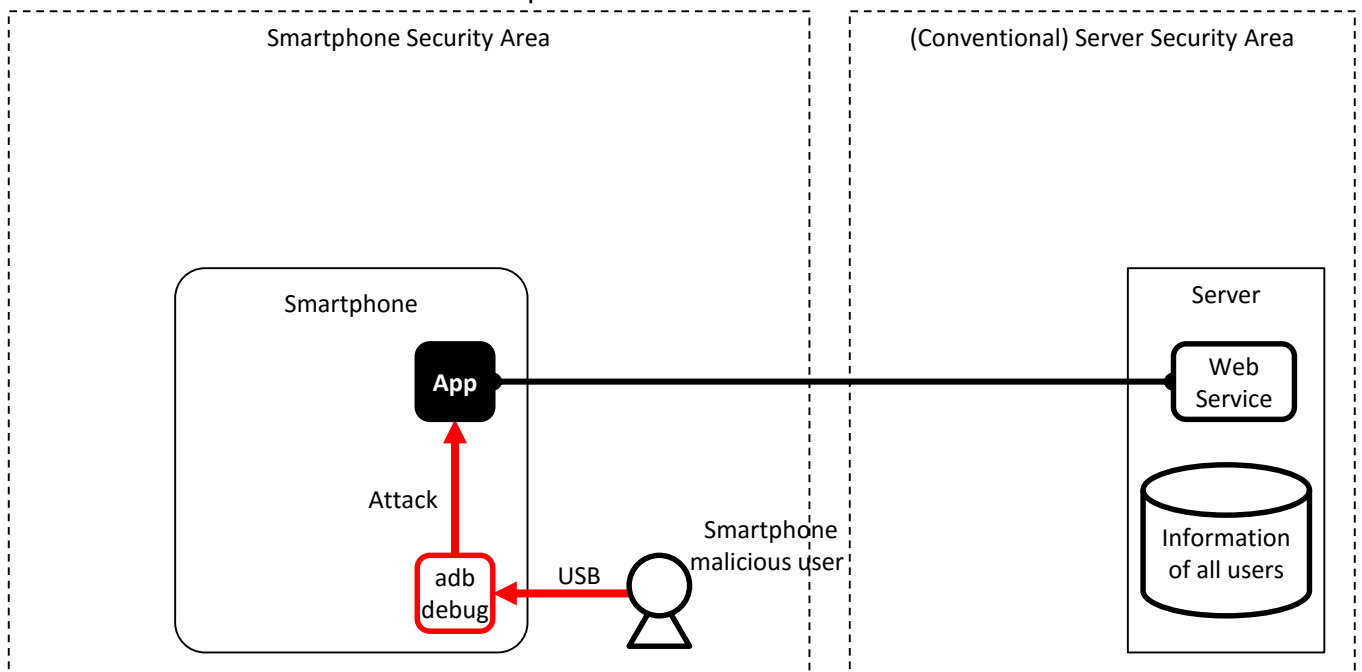 Smartphone Security Area
(Conventional) Server Security Area
Smartphone
Server
App
Web
Service
Attack
Smartphone
malicious user
Information
of all users
adb
debug
USB